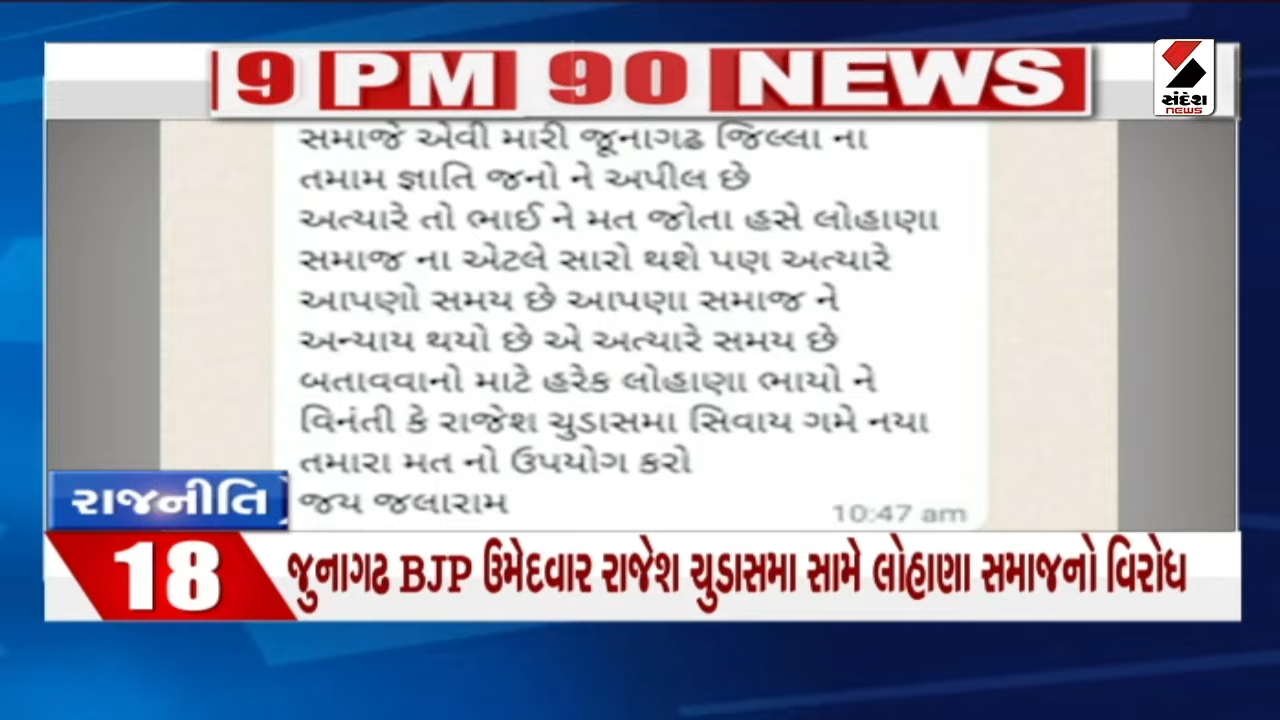 9 PM 90 NEWS
સંદેશ
NEWS
સમાજે એવી મારી જૂનાગઢ જિલ્લા ના
તમામ જ્ઞાતિ જનો ને અપીલ છે
અત્યારે તો ભાઈ ને મત જોતા હસે લોહાણા
સમાજ ના એટલે સારો થશે પણ અત્યારે
આપણો સમય છે આપણા સમાજ ને
અન્યાય થયો છે એ અત્યારે સમય છે
બતાવવાનો માટે હરેક લોહાણા ભાયો ને
વિનંતી કે રાજેશ ચુડાસમા સિવાય ગમે નયા
તમારા મત નો ઉપયોગ કરો
જય જલારામ
10:47 am
રાજનીતિ
18
જુનાગઢ BJP ઉમેદવાર રાજેશ ચુડાસમા સામે લોહાણા સમાજનો વિરોધ